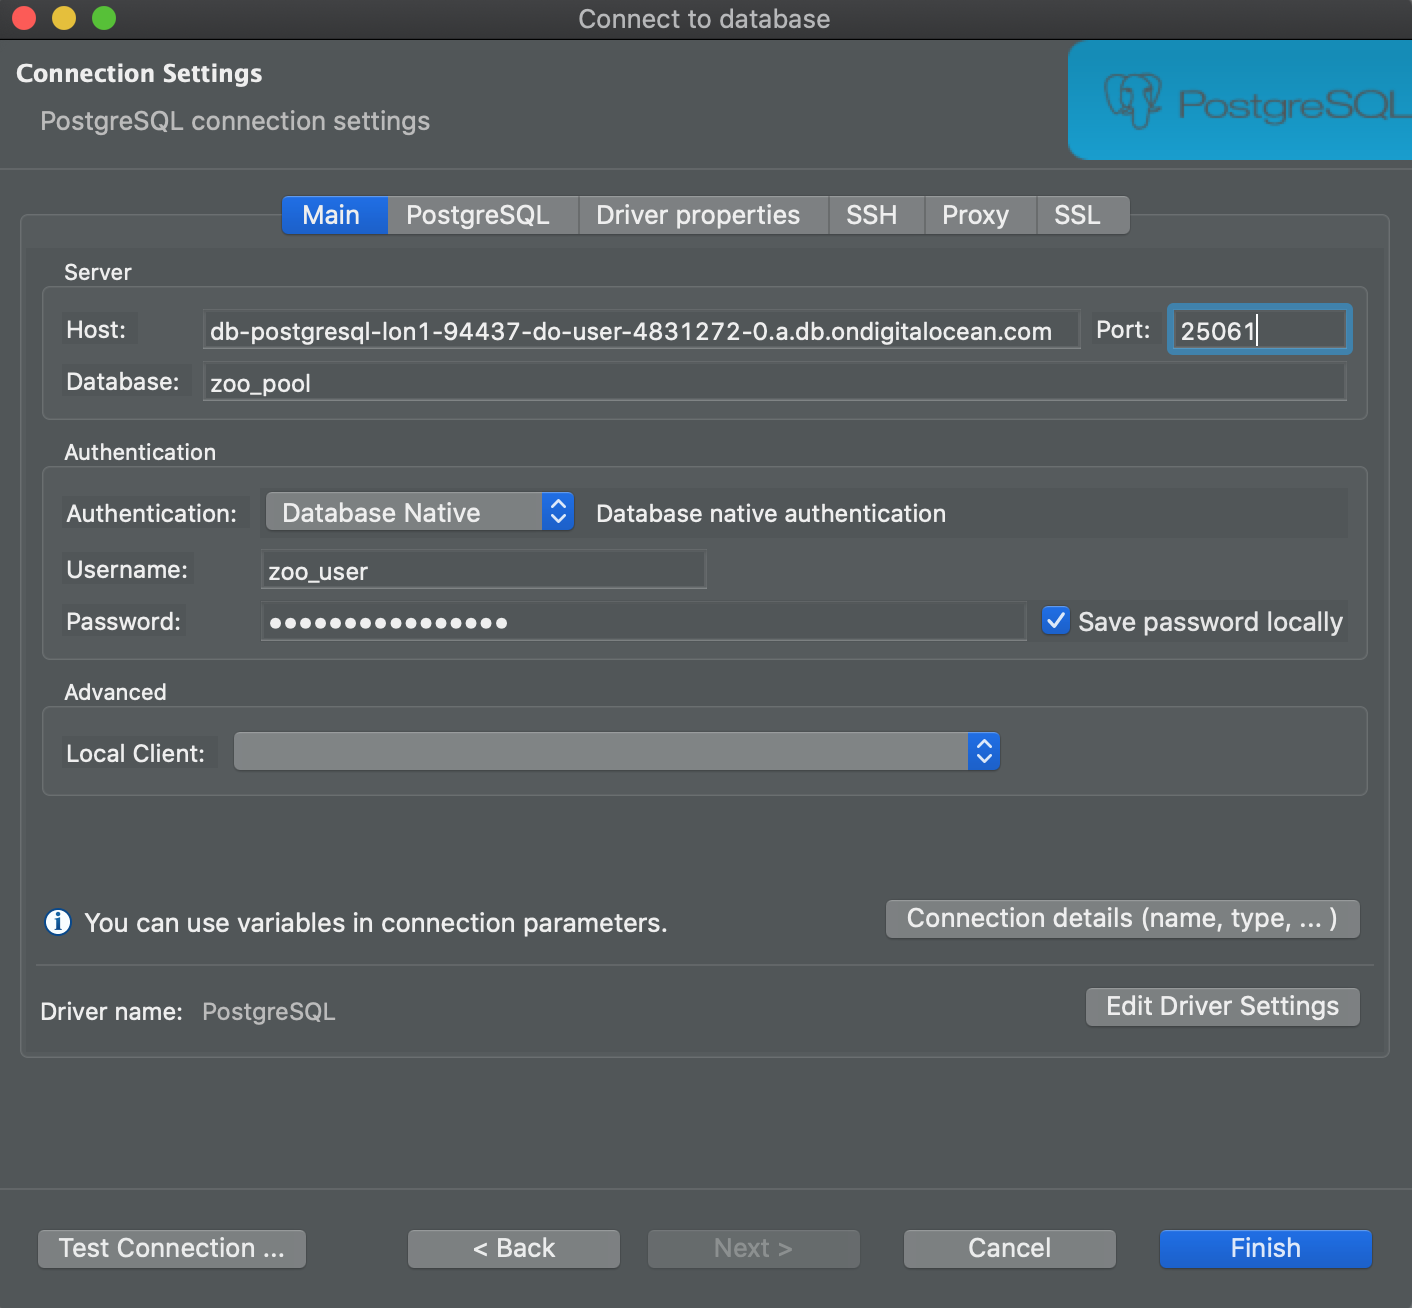 Connect to database
Connection Settings
PostgreSQL connection settings
PostgreSQL
Main PostgreSQL Driver properties SSH Proxy SSL
Server
Host: db-postgresql-lon1-94437-do-user-4831272-0.a.db.ondigitalocean.com Port: 25061
Database: zoo_pool
Authentication
Authentication: Database Native Database native authentication
Username: zoo_user
Password: ●●●●●●●●●●●●●●●● Save password locally
Advanced
Local Client:
You can use variables in connection parameters. Connection details (name, type, ... )
Driver name: PostgreSQL Edit Driver Settings
Test Connection ... < Back Next > Cancel Finish